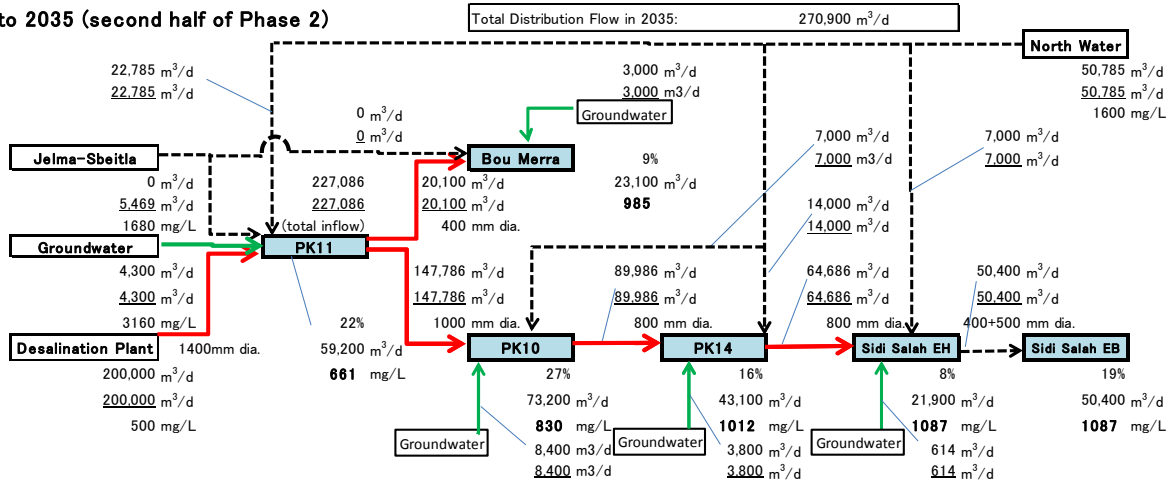 to 2035 (second half of Phase 2)
Total Distribution Flow in 2035: 270,900 m³/d
North Water
50,785 m³/d
50,785 m³/d
1600 mg/L
22,785 m³/d
22,785 m³/d
3,000 m³/d
3,000 m3/d
Groundwater
0 m³/d
0 m³/d
7,000 m³/d
7,000 m3/d
7,000 m³/d
7,000 m³/d
Jelma-Sbeitla
0 m³/d
5,469 m³/d
1680 mg/L
Bou Merra
9%
23,100 m³/d
985
227,086
227,086
(total inflow)
20,100 m³/d
20,100 m³/d
400 mm dia.
14,000 m³/d
14,000 m³/d
Groundwater
4,300 m³/d
4,300 m³/d
3160 mg/L
PK11
22%
59,200 m³/d
661 mg/L
147,786 m³/d
147,786 m³/d
1000 mm dia.
89,986 m³/d
89,986 m³/d
800 mm dia.
64,686 m³/d
64,686 m³/d
800 mm dia.
50,400 m³/d
50,400 m³/d
400+500 mm dia.
Desalination Plant
1400mm dia.
200,000 m³/d
200,000 m³/d
500 mg/L
PK10
27%
73,200 m³/d
830 mg/L
Groundwater
8,400 m3/d
8,400 m3/d
PK14
16%
43,100 m³/d
1012 mg/L
Groundwater
3,800 m3/d
3,800 m3/d
Sidi Salah EH
8%
21,900 m³/d
1087 mg/L
Groundwater
614 m³/d
614 m³/d
Sidi Salah EB
19%
50,400 m³/d
1087 mg/L